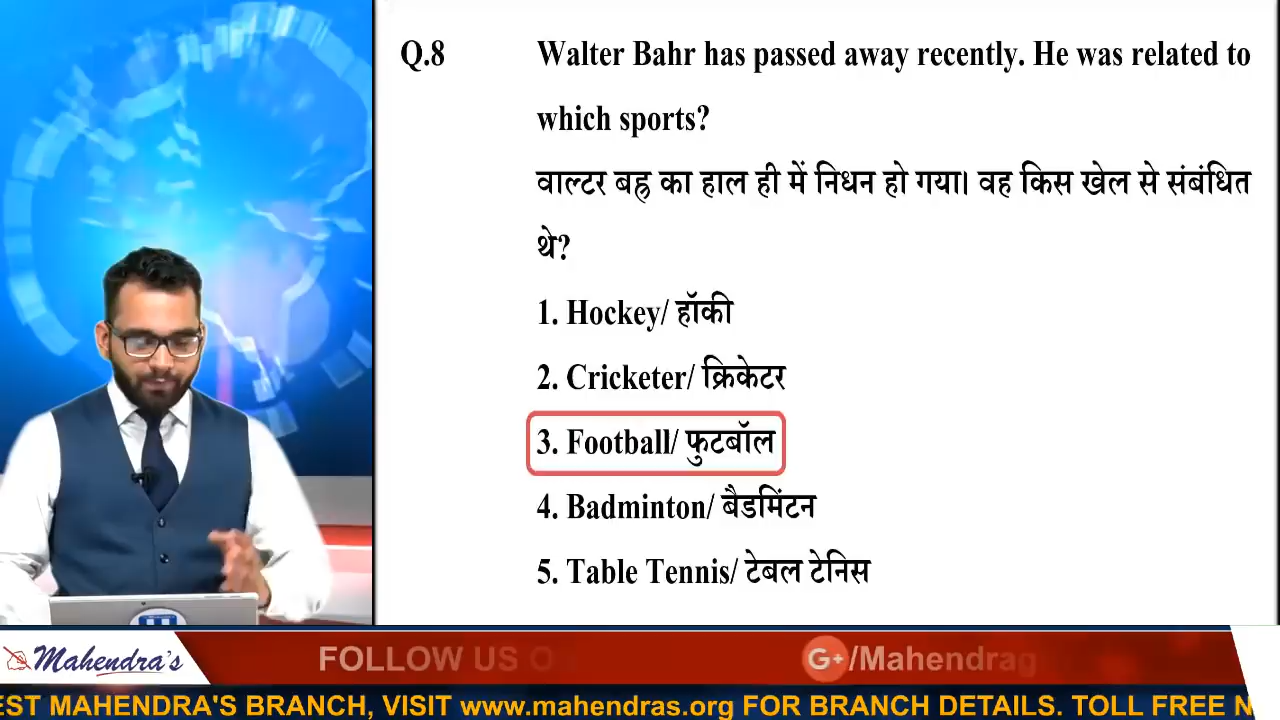 Q.8 Walter Bahr has passed away recently. He was related to
which sports?
वाल्टर बह्र का हाल ही में निधन हो गया। वह किस खेल से संबंधित
थे?
1. Hockey/ हॉकी
2. Cricketer/ क्रिकेटर
3. Football/ फुटबॉल
4. Badminton/ बैडमिंटन
5. Table Tennis/ टेबल टेनिस
Mahendra's
FOLLOW US O
G+/Mahendrag
EST MAHENDRA'S BRANCH, VISIT www.mahendras.org FOR BRANCH DETAILS. TOLL FREE N